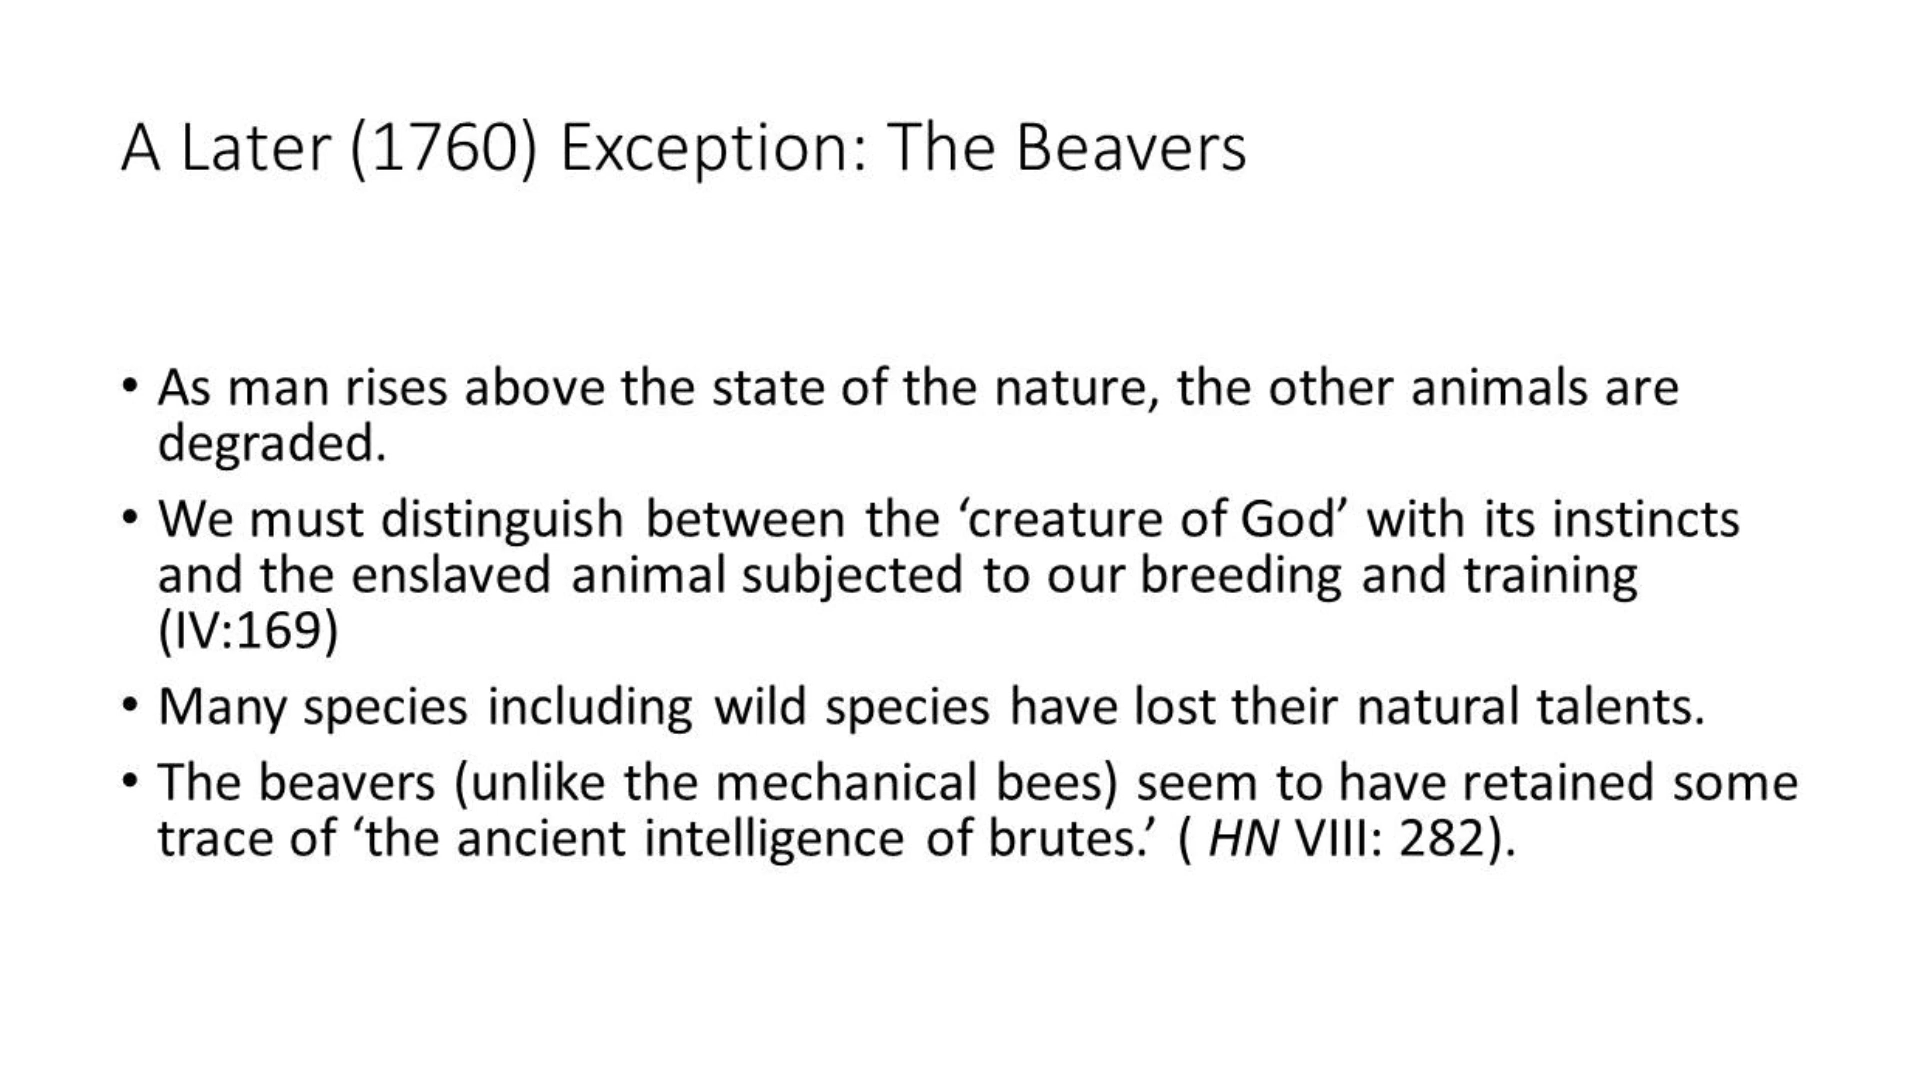 A Later (1760) Exception: The Beavers
• As man rises above the state of the nature, the other animals are
degraded.
• We must distinguish between the ‘creature of God’ with its instincts
and the enslaved animal subjected to our breeding and training
(IV:169)
• Many species including wild species have lost their natural talents.
• The beavers (unlike the mechanical bees) seem to have retained some
trace of ‘the ancient intelligence of brutes.’ ( HN VIII: 282).